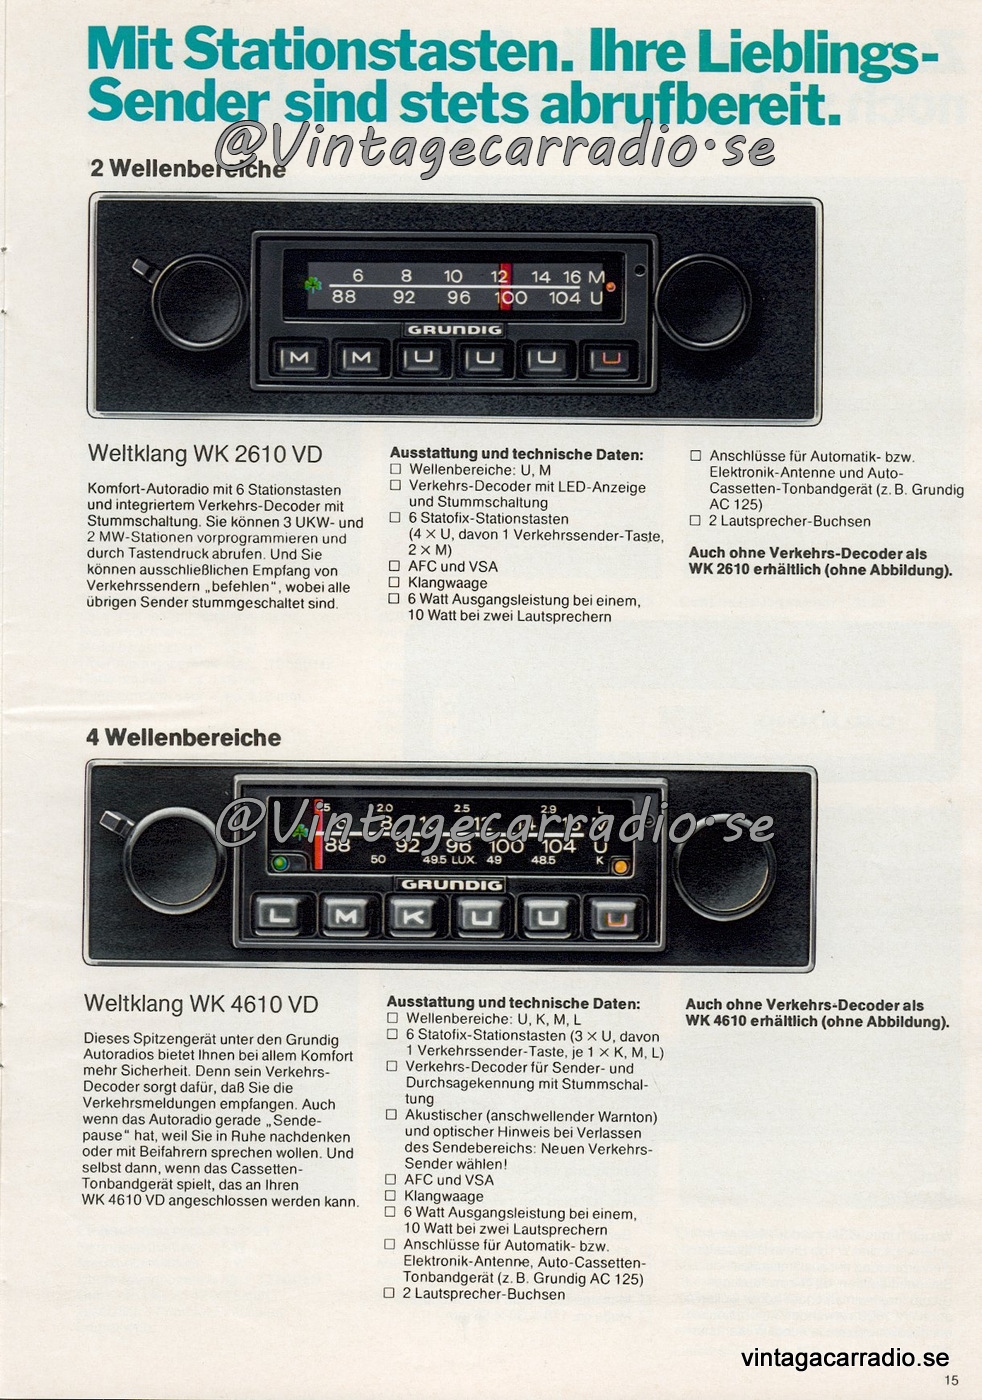 Mit Stationstasten. Ihre Lieblings-
Sender sind stets abrufbereit.
@Vintagecarradio.se
2 Wellenbereiche
6 8 10 12 14 16 M
88 92 96 100 104 U
GRUNDIG
M M U U U U
Weltklang WK 2610 VD
Komfort-Autoradio mit 6 Stationstasten
und integriertem Verkehrs-Decoder mit
Stummschaltung. Sie können 3 UKW- und
2 MW-Stationen vorprogrammieren und
durch Tastendruck abrufen. Und Sie
können ausschließlichen Empfang von
Verkehrssendern „befehlen“, wobei alle
übrigen Sender stummgeschaltet sind.
Ausstattung und technische Daten:
☐ Wellenbereiche: U, M
☐ Verkehrs-Decoder mit LED-Anzeige
und Stummschaltung
☐ 6 Statofix-Stationstasten
(4 × U, davon 1 Verkehrssender-Taste,
2 × M)
☐ AFC und VSA
☐ Klangwaage
☐ 6 Watt Ausgangsleistung bei einem,
10 Watt bei zwei Lautsprechern
☐ Anschlüsse für Automatik- bzw.
Elektronik-Antenne und Auto-
Cassetten-Tonbandgerät (z. B. Grundig
AC 125)
☐ 2 Lautsprecher-Buchsen
Auch ohne Verkehrs-Decoder als
WK 2610 erhältlich (ohne Abbildung).
4 Wellenbereiche
2.0 2.5 2.9 L
@Vintagecarradio.se
88 92 96 100 104 U
50 49.5 LUX. 49 48.5 K
GRUNDIG
L M K U U U
Weltklang WK 4610 VD
Dieses Spitzengerät unter den Grundig
Autoradios bietet Ihnen bei allem Komfort
mehr Sicherheit. Denn sein Verkehrs-
Decoder sorgt dafür, daß Sie die
Verkehrsmeldungen empfangen. Auch
wenn das Autoradio gerade „Sende-
pause“ hat, weil Sie in Ruhe nachdenken
oder mit Beifahrern sprechen wollen. Und
selbst dann, wenn das Cassetten-
Tonbandgerät spielt, das an Ihren
WK 4610 VD angeschlossen werden kann.
Ausstattung und technische Daten:
☐ Wellenbereiche: U, K, M, L
☐ 6 Statofix-Stationstasten (3 × U, davon
1 Verkehrssender-Taste, je 1 × K, M, L)
☐ Verkehrs-Decoder für Sender- und
Durchsagekennung mit Stummschal-
tung
☐ Akustischer (anschwellender Warnton)
und optischer Hinweis bei Verlassen
des Sendebereichs: Neuen Verkehrs-
Sender wählen!
☐ AFC und VSA
☐ Klangwaage
☐ 6 Watt Ausgangsleistung bei einem,
10 Watt bei zwei Lautsprechern
☐ Anschlüsse für Automatik- bzw.
Elektronik-Antenne, Auto-Cassetten-
Tonbandgerät (z. B. Grundig AC 125)
☐ 2 Lautsprecher-Buchsen
Auch ohne Verkehrs-Decoder als
WK 4610 erhältlich (ohne Abbildung).
vintagacarradio.se
15